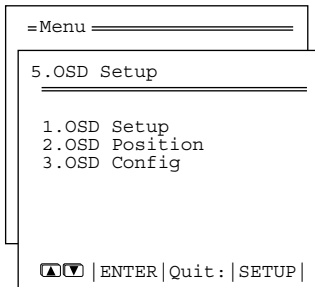 =Menu
5.OSD Setup
1.OSD Setup
2.OSD Position
3.OSD Config
▲▼ |ENTER|Quit:|SETUP|